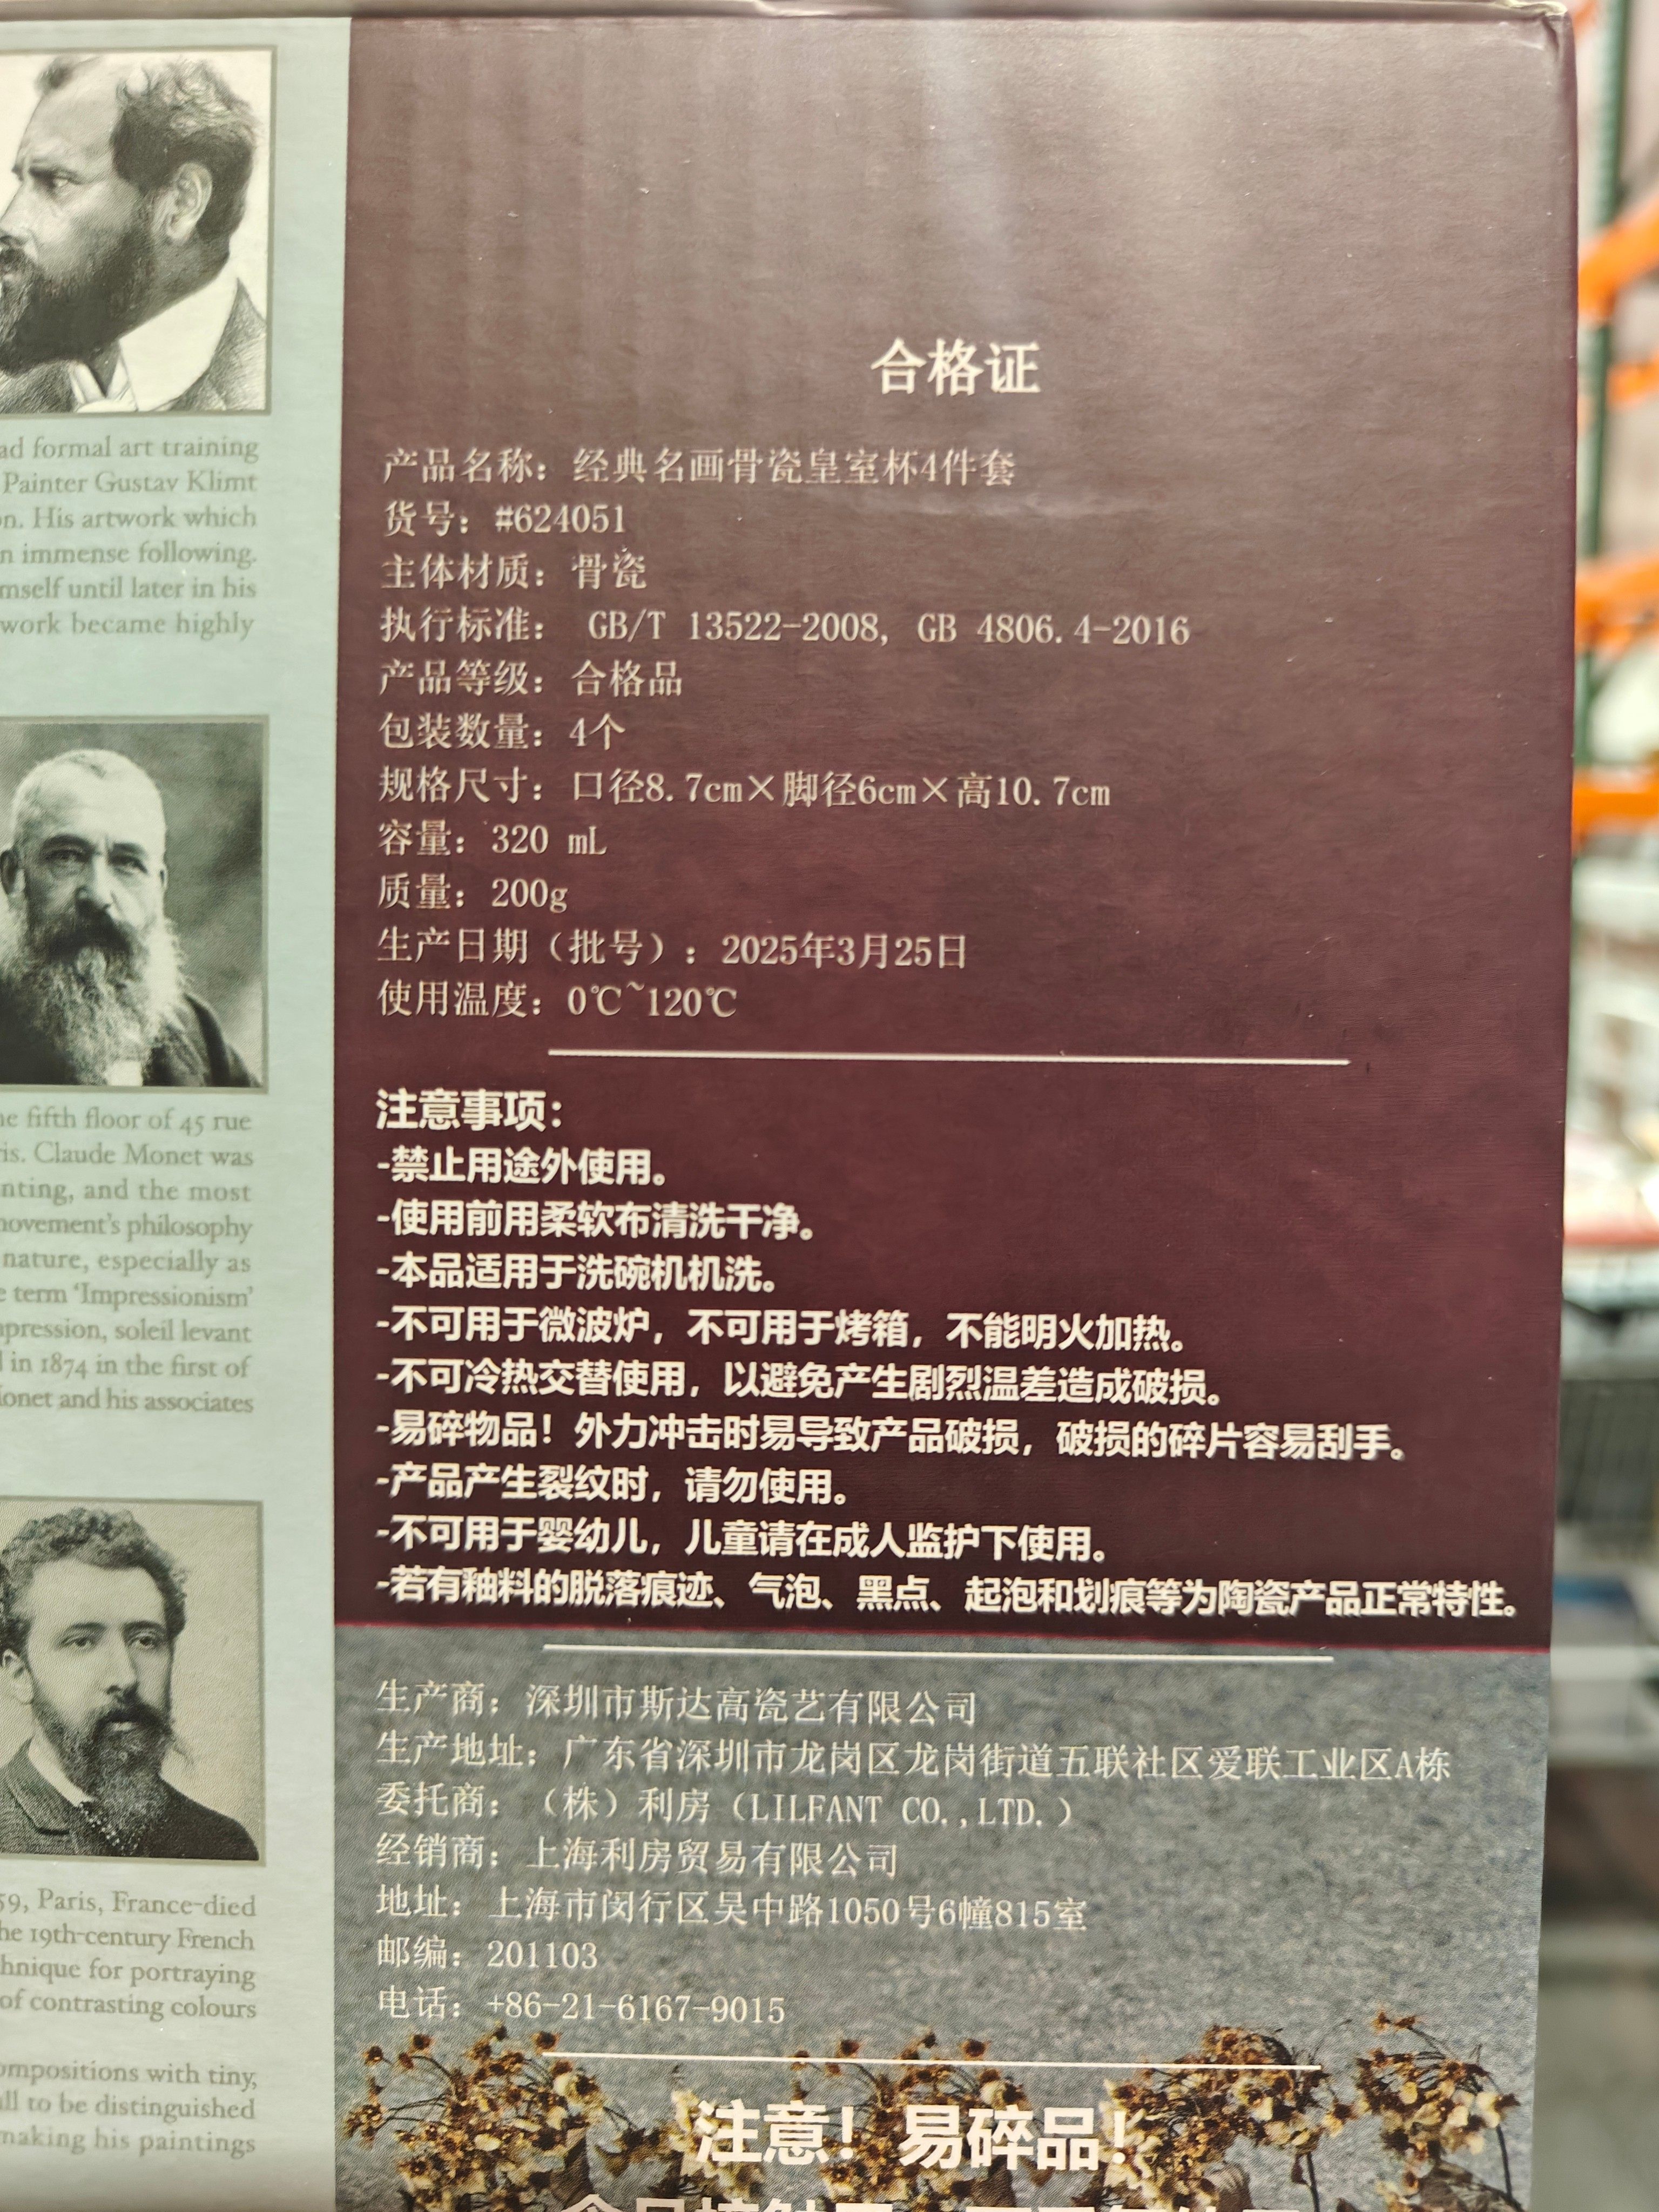 ad formal art training
Painter Gustav Klimt
on. His artwork which
n immense following.
mself until later in his
work became highly
he fifth floor of 45 rue
ris. Claude Monet was
nting, and the most
movement's philosophy
nature, especially as
e term 'Impressionism'
mpression, soleil levant
l in 1874 in the first of
Monet and his associates
59, Paris, France-died
he 19th-century French
hnique for portraying
of contrasting colours
ompositions with tiny,
ll to be distinguished
making his paintings
合格证
产品名称：经典名画骨瓷皇室杯4件套
货号：#624051
主体材质：骨瓷
执行标准： GB/T 13522-2008, GB 4806.4-2016
产品等级：合格品
包装数量：4个
规格尺寸：口径8.7cm×脚径6cm×高10.7cm
容量：320 mL
质量：200g
生产日期（批号）：2025年3月25日
使用温度：0℃~120℃
注意事项：
-禁止用途外使用。
-使用前用柔软布清洗干净。
-本品适用于洗碗机机洗。
-不可用于微波炉，不可用于烤箱，不能明火加热。
-不可冷热交替使用，以避免产生剧烈温差造成破损。
-易碎物品！外力冲击时易导致产品破损，破损的碎片容易刮手。
-产品产生裂纹时，请勿使用。
-不可用于婴幼儿，儿童请在成人监护下使用。
-若有釉料的脱落痕迹、气泡、黑点、起泡和划痕等为陶瓷产品正常特性。
生产商：深圳市斯达高瓷艺有限公司
生产地址：广东省深圳市龙岗区龙岗街道五联社区爱联工业区A栋
委托商：（株）利房（LILFANT CO.,LTD.）
经销商：上海利房贸易有限公司
地址：上海市闵行区吴中路1050号6幢815室
邮编：201103
电话：+86-21-6167-9015
注意！易碎品！